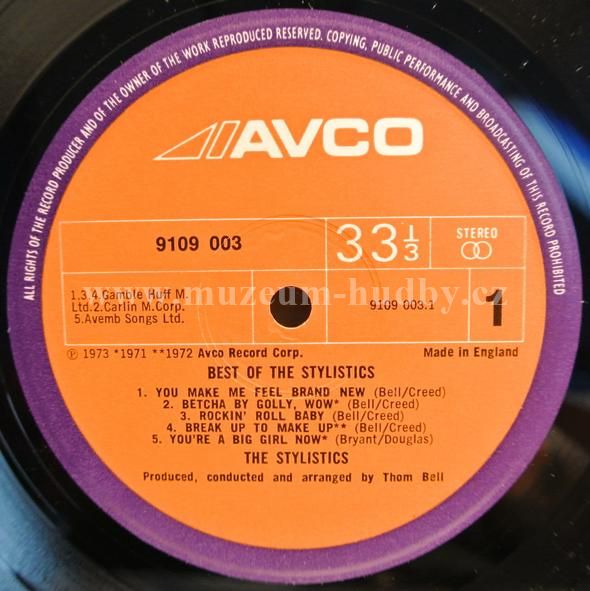 ALL RIGHTS OF THE RECORD PRODUCER AND OF THE OWNER OF THE WORK REPRODUCED RESERVED. COPYING, PUBLIC PERFORMANCE AND BROADCASTING OF THIS RECORD PROHIBITED
AVCO
9109 003
33 1/3
STEREO
1.3.4.Gamble Huff M.
Ltd.2.Carlin M.Corp.
5.Avemb Songs Ltd.
9109 003.1
1
www.muzeum-hudby.cz
℗ 1973 *1971 **1972 Avco Record Corp.
Made in England
BEST OF THE STYLISTICS
1. YOU MAKE ME FEEL BRAND NEW (Bell/Creed)
2. BETCHA BY GOLLY, WOW* (Bell/Creed)
3. ROCKIN' ROLL BABY (Bell/Creed)
4. BREAK UP TO MAKE UP** (Bell/Creed)
5. YOU'RE A BIG GIRL NOW* (Bryant/Douglas)
THE STYLISTICS
Produced, conducted and arranged by Thom Bell